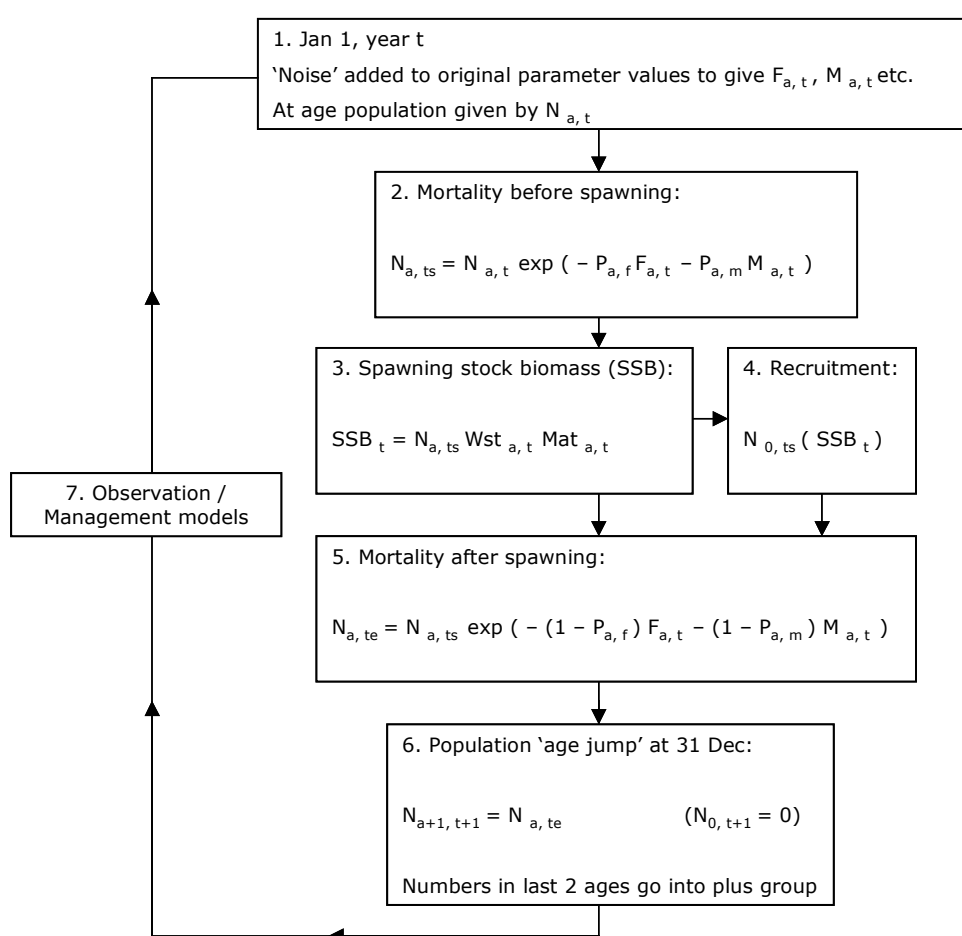 1. Jan 1, year t
‘Noise’ added to original parameter values to give F a, t , M a, t etc.
At age population given by N a, t
2. Mortality before spawning:
N a, ts = N a, t exp ( – P a, f F a, t – P a, m M a, t )
3. Spawning stock biomass (SSB):
SSB t = N a, ts Wst a, t Mat a, t
4. Recruitment:
N 0, ts ( SSB t )
7. Observation /
Management models
5. Mortality after spawning:
N a, te = N a, ts exp ( – (1 – P a, f ) F a, t – (1 – P a, m ) M a, t )
6. Population ‘age jump’ at 31 Dec:
N a+1, t+1 = N a, te (N 0, t+1 = 0)
Numbers in last 2 ages go into plus group